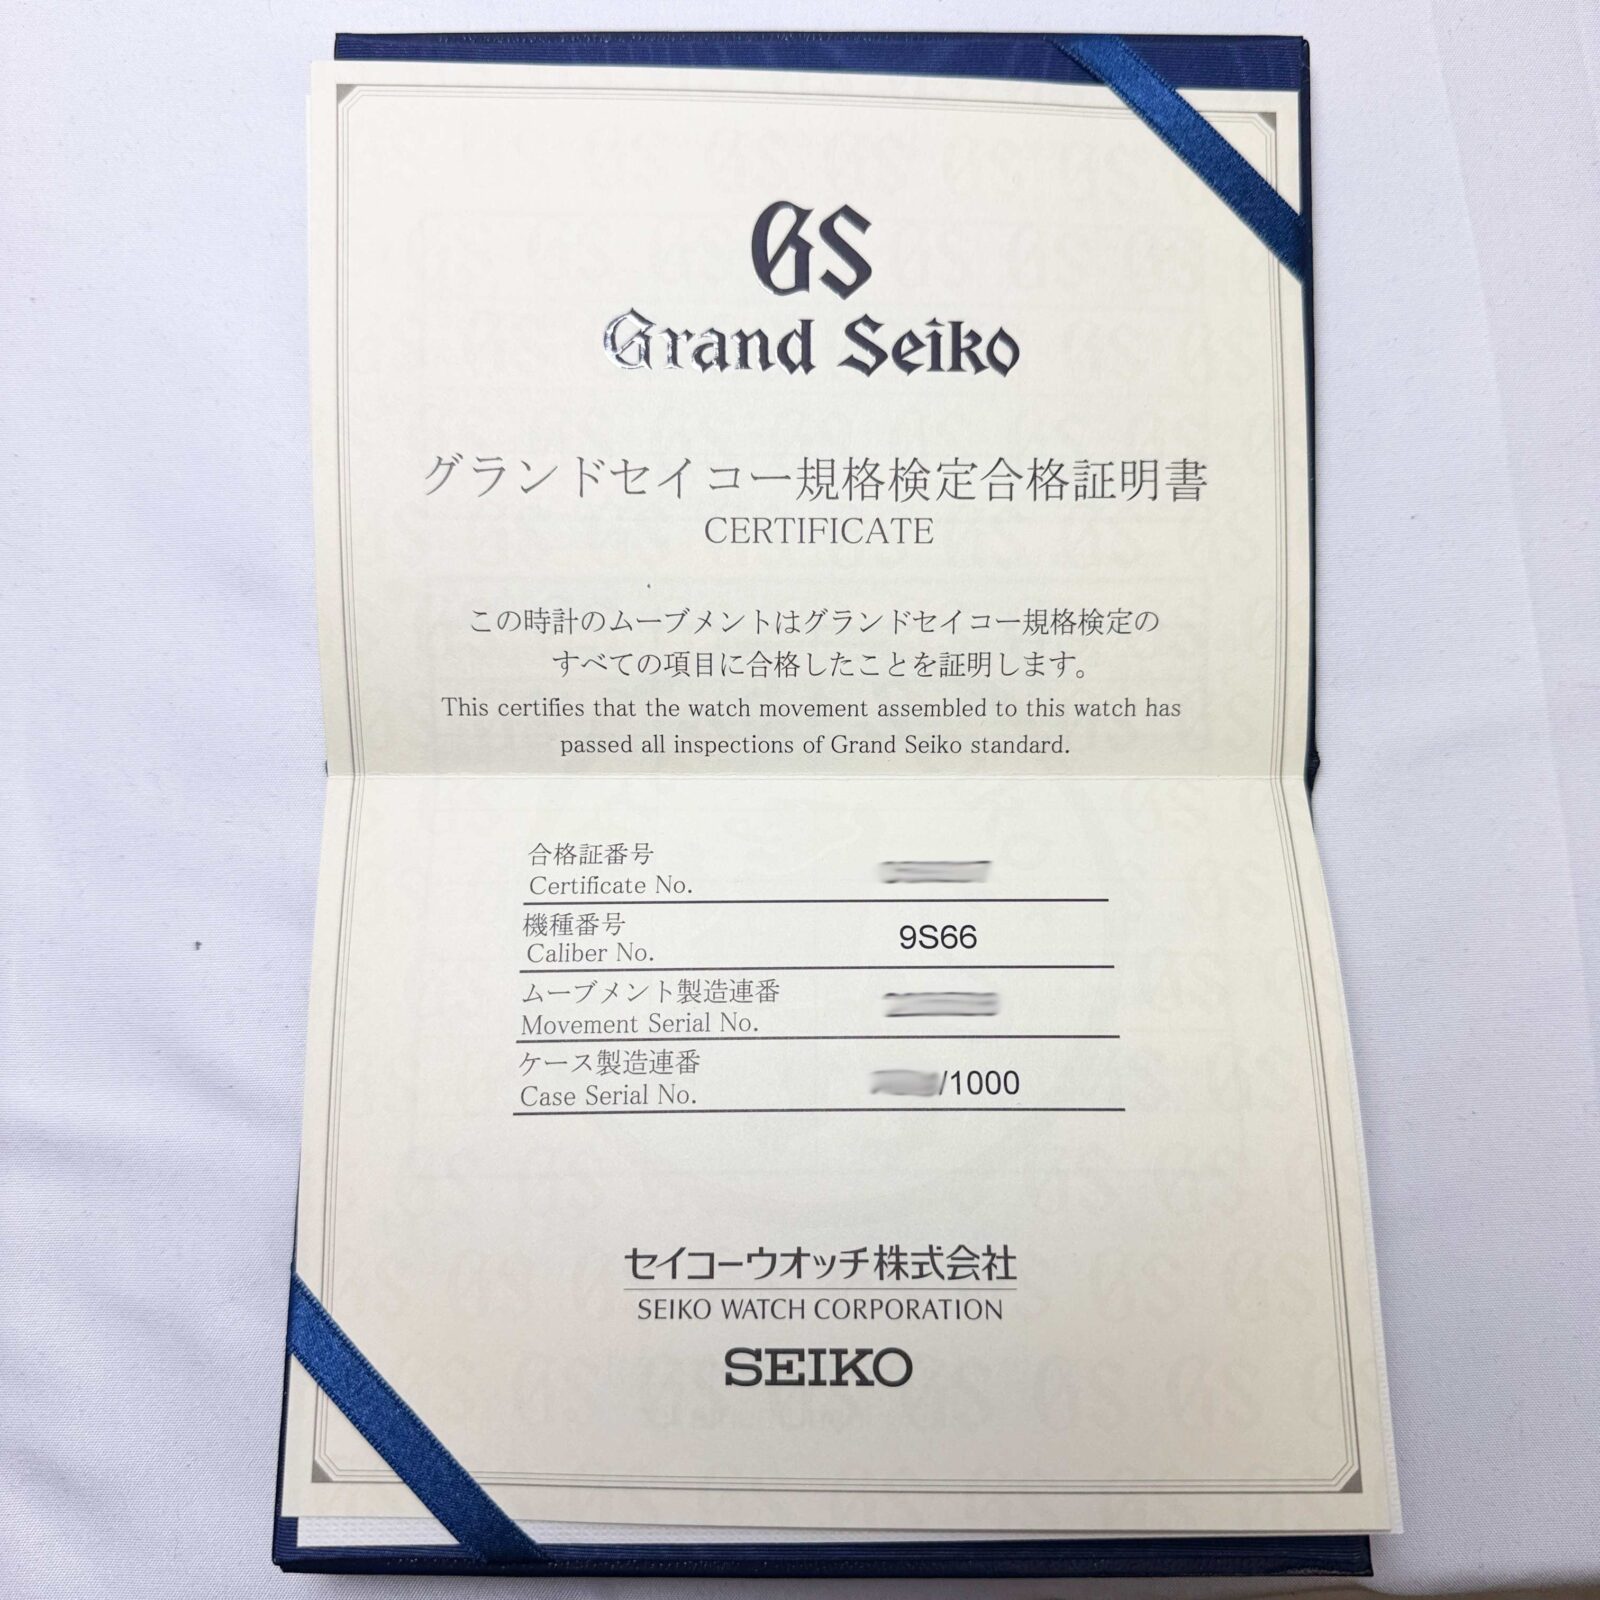 GS
Grand Seiko
グランドセイコー規格検定合格証明書
CERTIFICATE
この時計のムーブメントはグランドセイコー規格検定の
すべての項目に合格したことを証明します。
This certifies that the watch movement assembled to this watch has
passed all inspections of Grand Seiko standard.
合格証番号
Certificate No.
機種番号
Caliber No. 9S66
ムーブメント製造連番
Movement Serial No.
ケース製造連番
Case Serial No. /1000
セイコーウオッチ株式会社
SEIKO WATCH CORPORATION
SEIKO